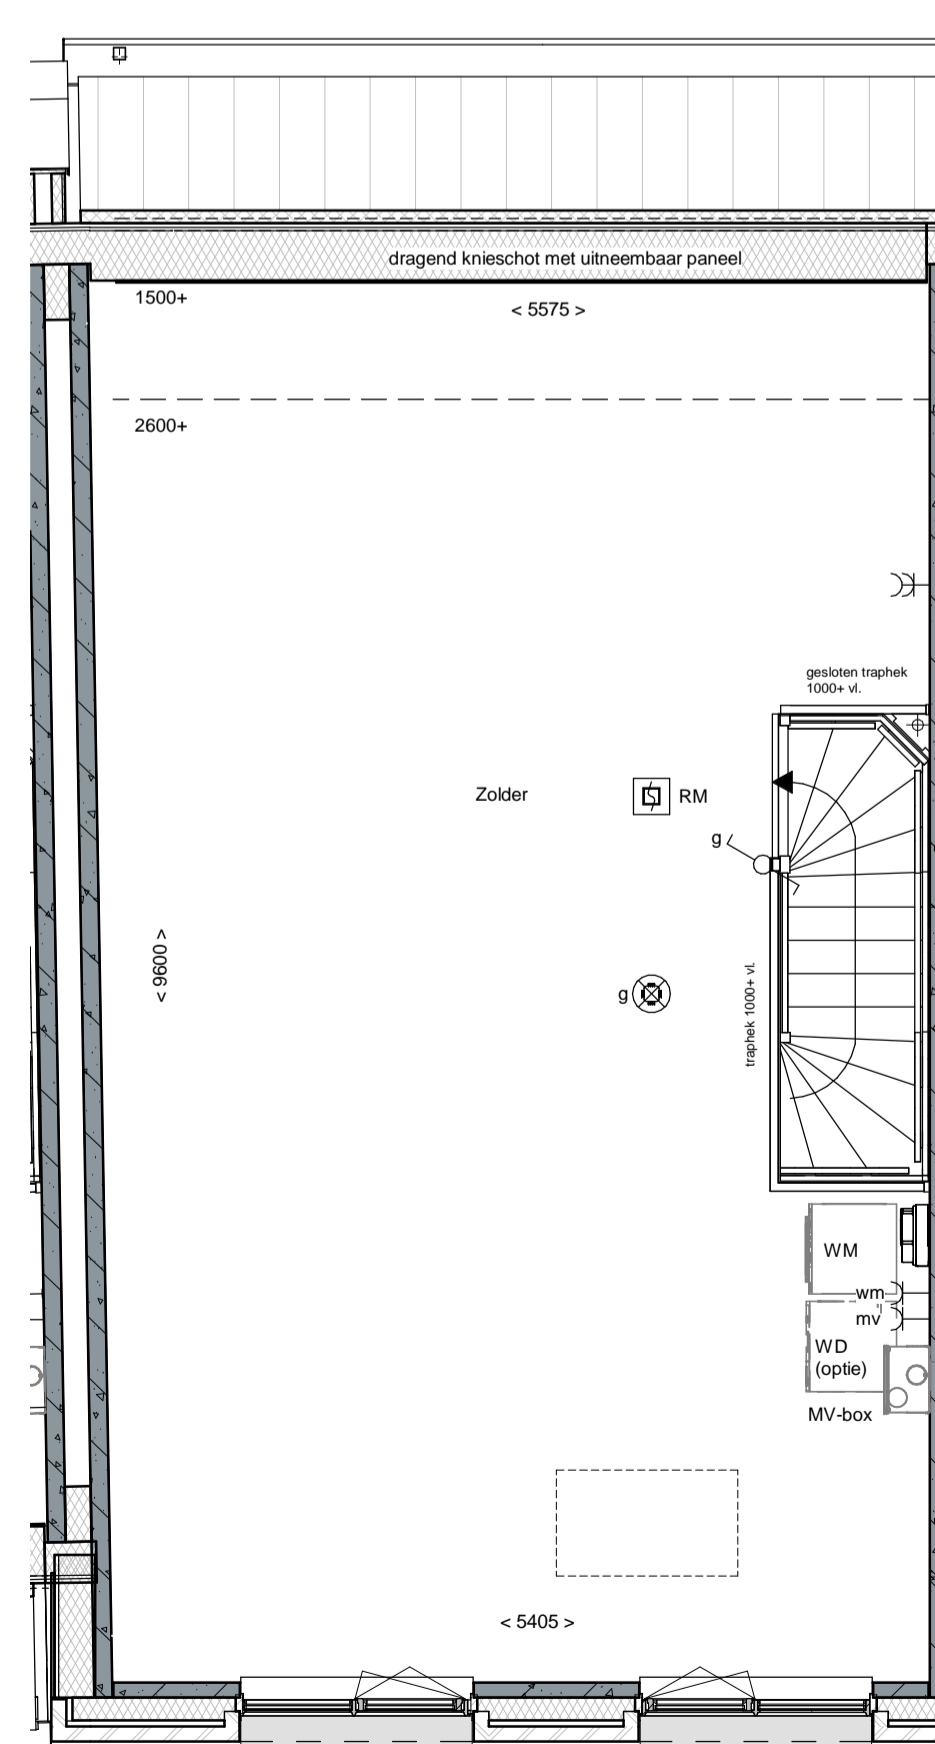 dragend knieschot met uitneembaar paneel
1500+
< 5575 >
2600+
gesloten traphek
1000+ vl.
Zolder
RM
g
< 9600 >
g
traphek 1000+ vl.
WM
wm
mv
WD
(optie)
MV-box
< 5405 >